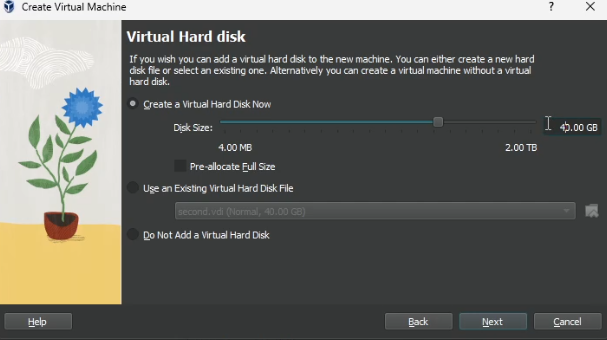 Create Virtual Machine
?
Virtual Hard disk
If you wish you can add a virtual hard disk to the new machine. You can either create a new hard
disk file or select an existing one. Alternatively you can create a virtual machine without a virtual
hard disk.
Create a Virtual Hard Disk Now
Disk Size:
40.00 GB
4.00 MB
2.00 TB
Pre-allocate Full Size
Use an Existing Virtual Hard Disk File
second.vdi (Normal, 40.00 GB)
Do Not Add a Virtual Hard Disk
Help
Back
Next
Cancel